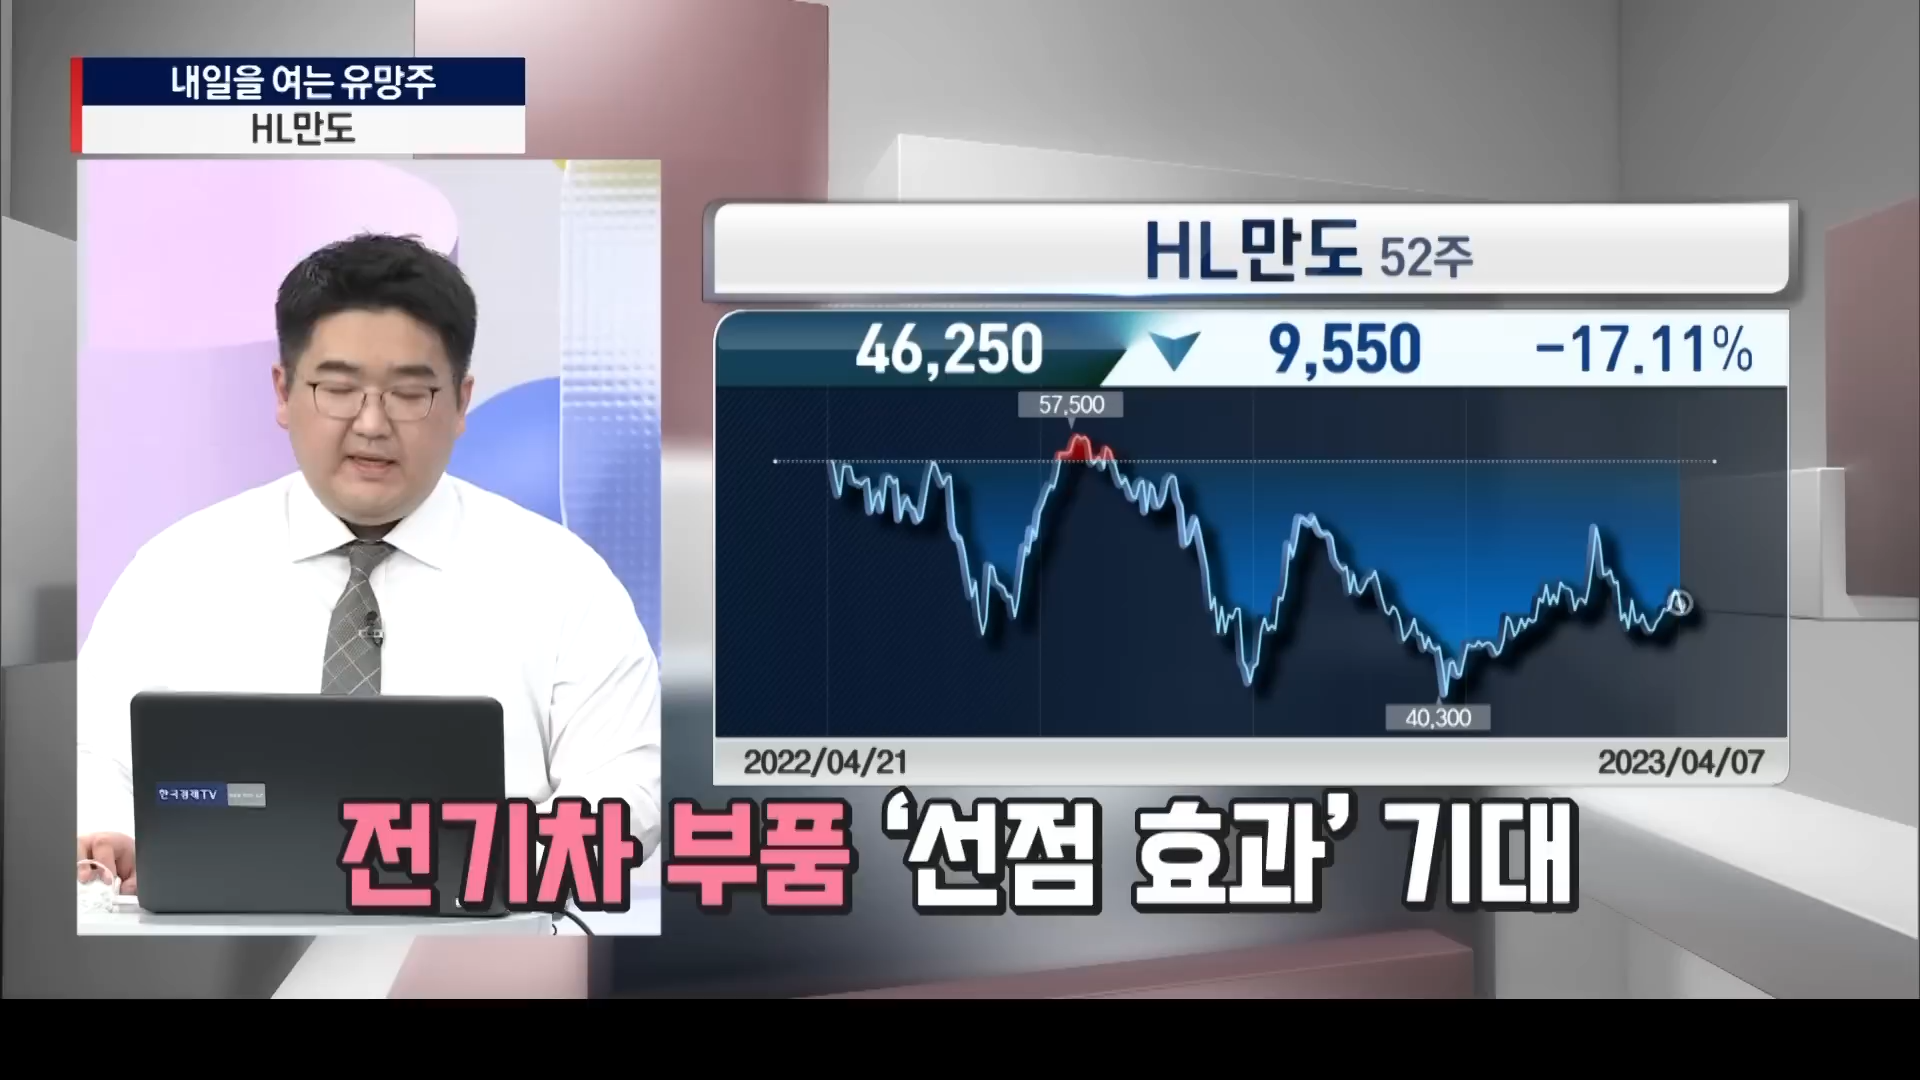 내일을 여는 유망주
HL만도
HL만도 52주
46,250 9,550 -17.11%
57,500
40,300
2022/04/21 2023/04/07
한국경제TV
전기차 부품 ‘선점 효과’ 기대